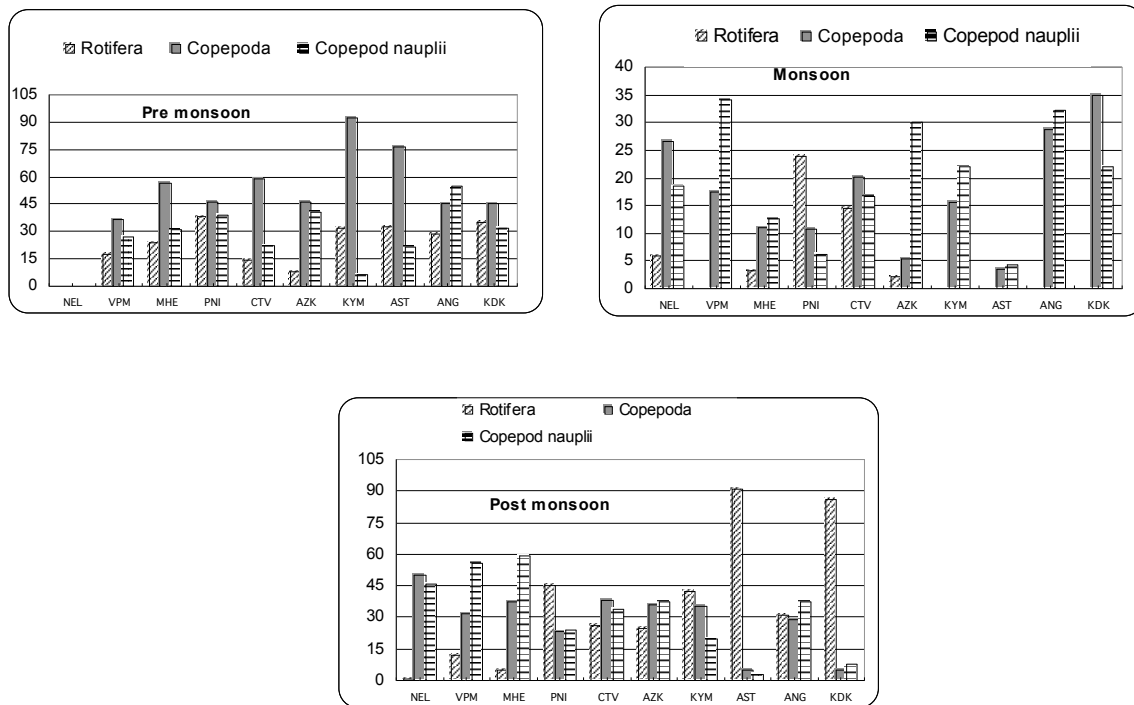 Rotifera Copepoda Copepod nauplii
Pre monsoon
105
90
75
60
45
30
15
0
NEL VPM MHE PNI CTV AZK KYM AST ANG KDK
Rotifera Copepoda Copepod nauplii
Monsoon
40
35
30
25
20
15
10
5
0
NEL VPM MHE PNI CTV AZK KYM AST ANG KDK
Rotifera Copepoda
Copepod nauplii
Post monsoon
105
90
75
60
45
30
15
0
NEL VPM MHE PNI CTV AZK KYM AST ANG KDK